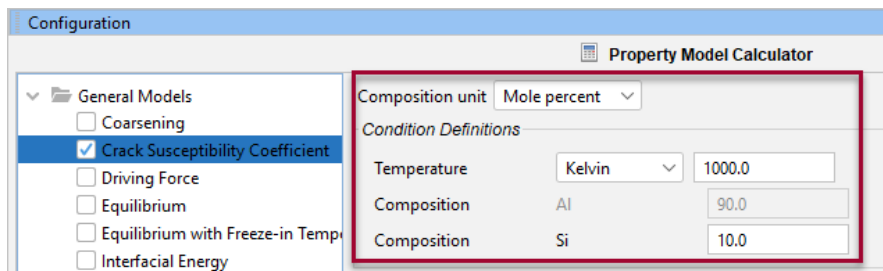 Configuration
Property Model Calculator
General Models
Coarsening
Crack Susceptibility Coefficient
Driving Force
Equilibrium
Equilibrium with Freeze-in Tempe
Interfacial Energy
Composition unit Mole percent
Condition Definitions
Temperature Kelvin 1000.0
Composition Al 90.0
Composition Si 10.0